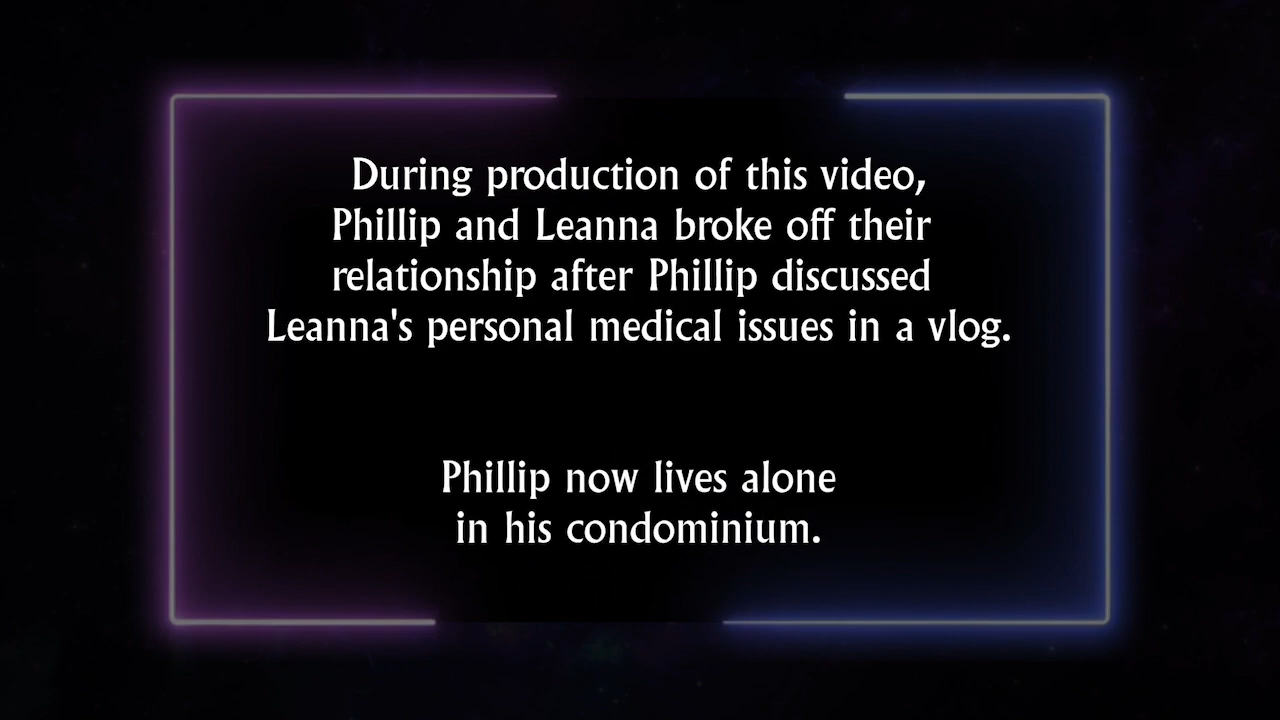 During production of this video,
Phillip and Leanna broke off their
relationship after Phillip discussed
Leanna's personal medical issues in a vlog.
Phillip now lives alone
in his condominium.